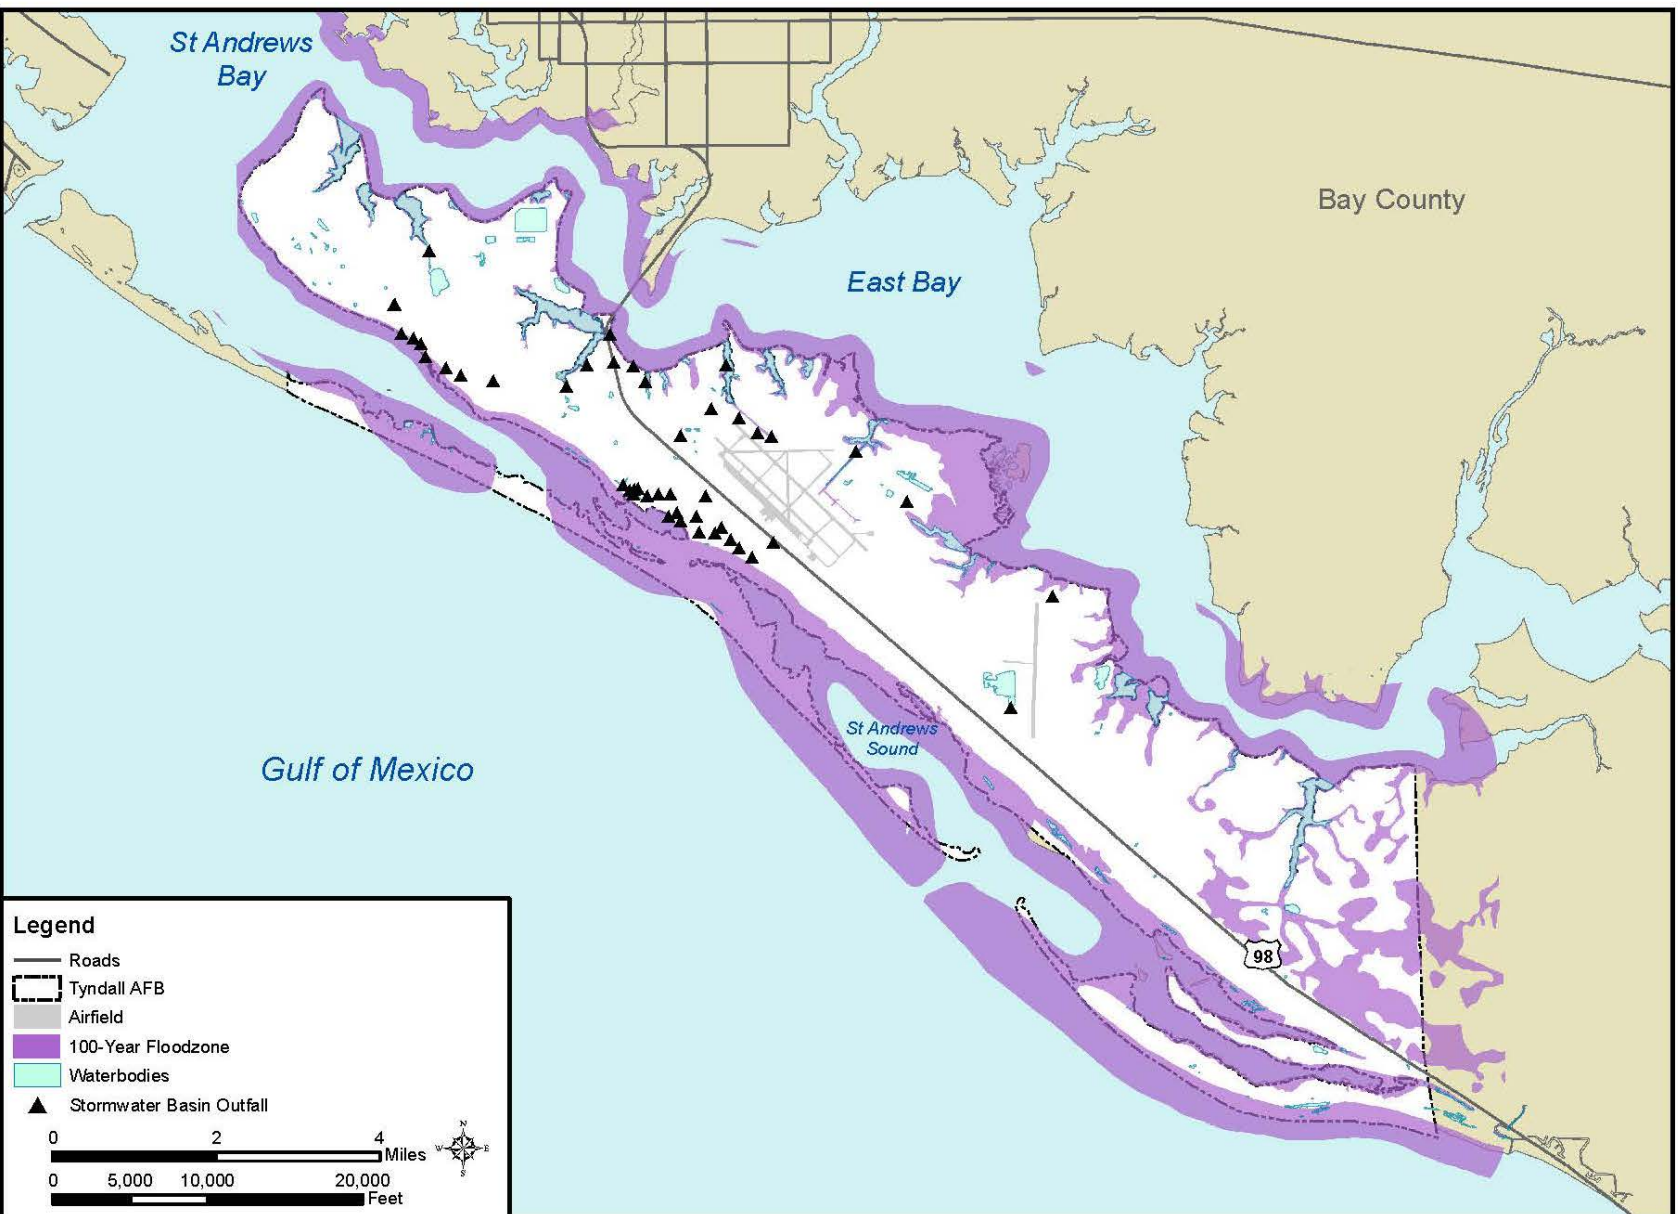 St Andrews
Bay
Bay County
East Bay
St Andrews
Sound
Gulf of Mexico
98
Legend
Roads
Tyndall AFB
Airfield
100-Year Floodzone
Waterbodies
Stormwater Basin Outfall
0 2 4
Miles
0 5,000 10,000 20,000
Feet
N
W E
S